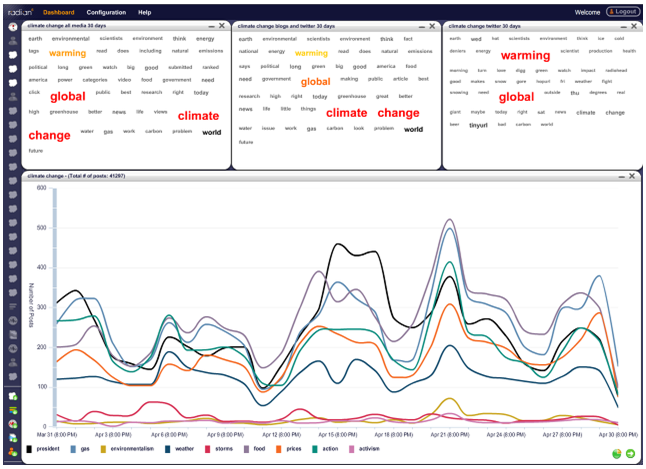 radian6 Dashboard Configuration Help Welcome Logout
climate change all media 30 days
earth environmental scientists environment think energy
tags warming read does including natural emissions
political long green watch big good submitted ranked
america power categories video food government need
click global public best research right today
high greenhouse better news life views climate
change water gas work carbon problem world
future
climate change blogs and twitter 30 days
earth environmental scientists environment think fact
national energy warming read does natural emissions
says political long green big good america food
need government global making public article best
research high right today greenhouse great better
news life little things climate change
water issue work gas carbon look problem world
future
climate change twitter 30 days
earth wed hat scientists environment think ice cold
deniers energy warming scientist production health
morning turn beer digg green watch impact
good makes snow gore hi weather fight
snowing need global outside thu degrees real
giant maybe today right eat news climate change
beer tinyurl bad carbon world
climate change - (Total # of posts: 41297)
Number of Posts
600
500
400
300
200
100
0
Mar 31 (8:00 PM) Apr 3 (8:00 PM) Apr 6 (8:00 PM) Apr 9 (8:00 PM) Apr 12 (8:00 PM) Apr 15 (8:00 PM) Apr 18 (8:00 PM) Apr 21 (8:00 PM) Apr 24 (8:00 PM) Apr 27 (8:00 PM) Apr 30 (8:00 PM)
president gas environmentalism weather storms food prices action activism